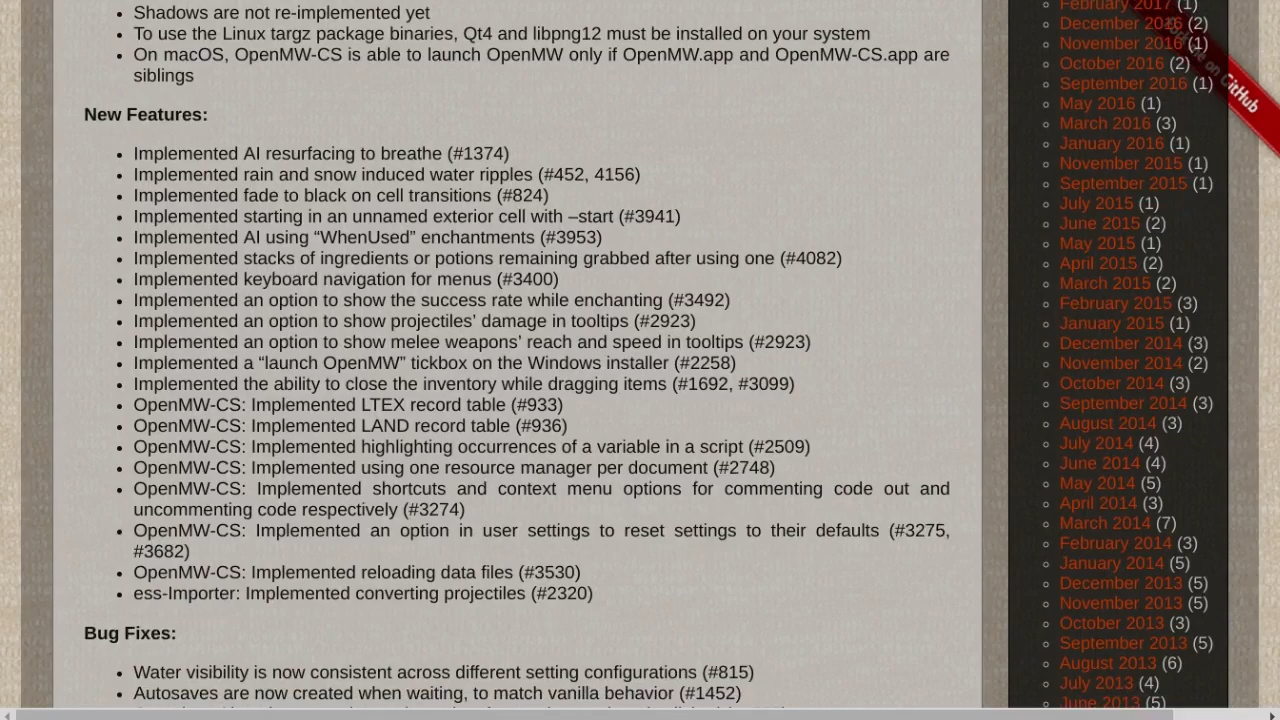 Shadows are not re-implemented yet
To use the Linux targz package binaries, Qt4 and libpng12 must be installed on your system
On macOS, OpenMW-CS is able to launch OpenMW only if OpenMW.app and OpenMW-CS.app are
siblings
New Features:
Implemented AI resurfacing to breathe (#1374)
Implemented rain and snow induced water ripples (#452, 4156)
Implemented fade to black on cell transitions (#824)
Implemented starting in an unnamed exterior cell with –start (#3941)
Implemented AI using “WhenUsed” enchantments (#3953)
Implemented stacks of ingredients or potions remaining grabbed after using one (#4082)
Implemented keyboard navigation for menus (#3400)
Implemented an option to show the success rate while enchanting (#3492)
Implemented an option to show projectiles’ damage in tooltips (#2923)
Implemented an option to show melee weapons’ reach and speed in tooltips (#2923)
Implemented a “launch OpenMW” tickbox on the Windows installer (#2258)
Implemented the ability to close the inventory while dragging items (#1692, #3099)
OpenMW-CS: Implemented LTEX record table (#933)
OpenMW-CS: Implemented LAND record table (#936)
OpenMW-CS: Implemented highlighting occurrences of a variable in a script (#2509)
OpenMW-CS: Implemented using one resource manager per document (#2748)
OpenMW-CS: Implemented shortcuts and context menu options for commenting code out and
uncommenting code respectively (#3274)
OpenMW-CS: Implemented an option in user settings to reset settings to their defaults (#3275,
#3682)
OpenMW-CS: Implemented reloading data files (#3530)
ess-Importer: Implemented converting projectiles (#2320)
Bug Fixes:
Water visibility is now consistent across different setting configurations (#815)
Autosaves are now created when waiting, to match vanilla behavior (#1452)
February 2017 (1)
December 2016 (2)
November 2016 (1)
October 2016 (2)
September 2016 (1)
May 2016 (1)
March 2016 (3)
January 2016 (1)
November 2015 (1)
September 2015 (1)
July 2015 (1)
June 2015 (2)
May 2015 (1)
April 2015 (2)
March 2015 (2)
February 2015 (3)
January 2015 (1)
December 2014 (3)
November 2014 (2)
October 2014 (3)
September 2014 (3)
August 2014 (3)
July 2014 (4)
June 2014 (4)
May 2014 (5)
April 2014 (3)
March 2014 (7)
February 2014 (3)
January 2014 (5)
December 2013 (5)
November 2013 (5)
October 2013 (3)
September 2013 (5)
August 2013 (6)
July 2013 (4)
June 2013 (5)
on GitHub